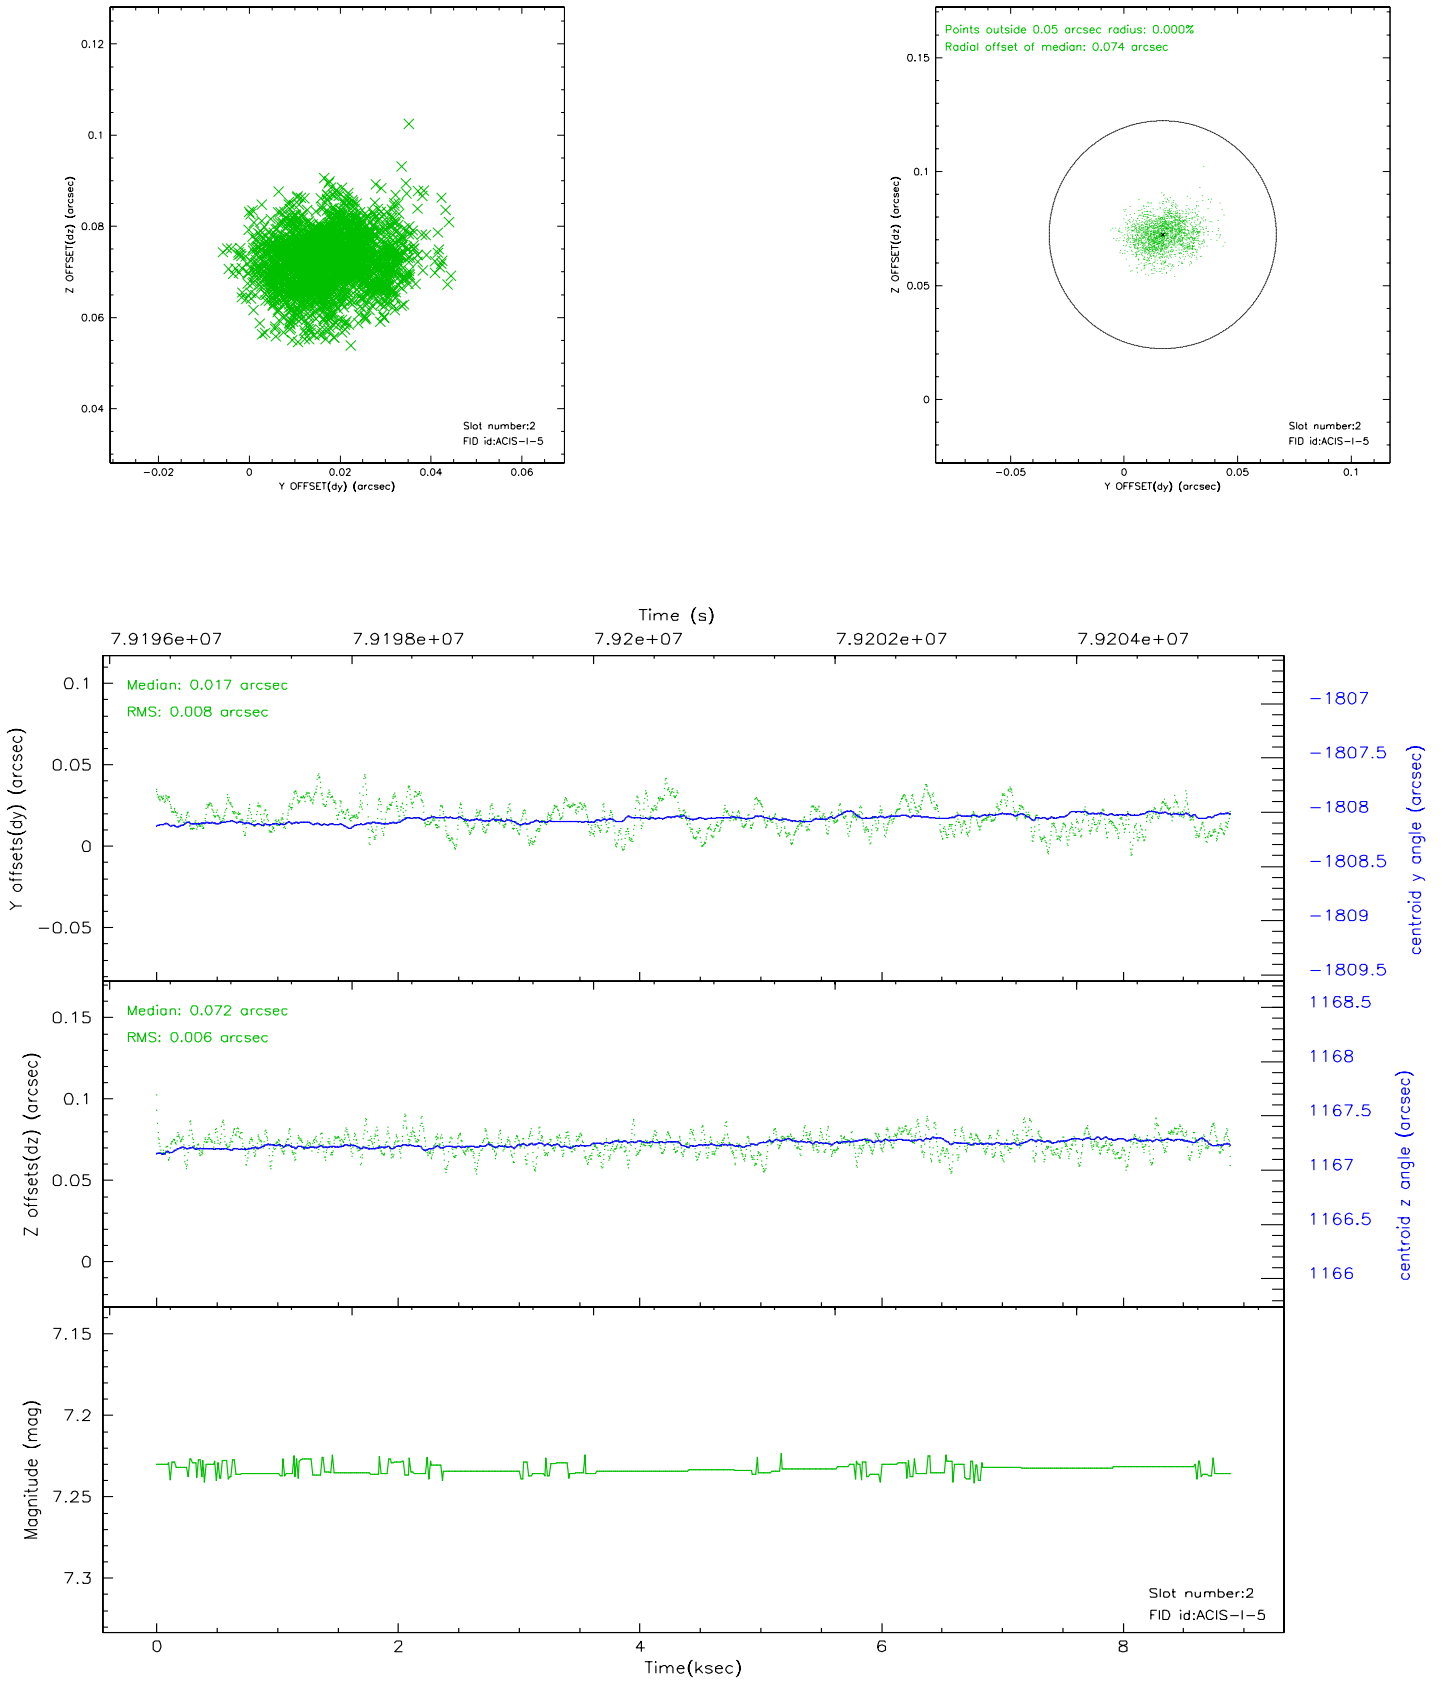 0.12
0.1
0.08
0.06
0.04
Z OFFSET(dz) (arcsec)
Slot number:2
FID id:ACIS-I-5
-0.02
0
0.02
0.04
0.06
Y OFFSET(dy) (arcsec)
Points outside 0.05 arcsec radius: 0.000%
Radial offset of median: 0.074 arcsec
0.15
0.1
0.05
0
Z OFFSET(dz) (arcsec)
Slot number:2
FID id:ACIS-I-5
-0.05
0
0.05
0.1
Y OFFSET(dy) (arcsec)
Time (s)
7.9196e+07
7.9198e+07
7.92e+07
7.9202e+07
7.9204e+07
Median: 0.017 arcsec
RMS: 0.008 arcsec
0.1
0.05
0
-0.05
Y offsets(dy) (arcsec)
-1807
-1807.5
-1808
-1808.5
-1809
-1809.5
centroid y angle (arcsec)
Median: 0.072 arcsec
RMS: 0.006 arcsec
0.15
0.1
0.05
0
Z offsets(dz) (arcsec)
1168.5
1168
1167.5
1167
1166.5
1166
centroid z angle (arcsec)
7.15
7.2
7.25
7.3
Magnitude (mag)
Slot number:2
FID id:ACIS-I-5
0
2
4
6
8
Time(ksec)